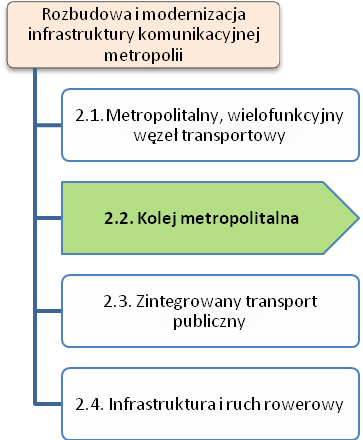 Rozbudowa i modernizacja
infrastruktury komunikacyjnej
metropolii
2.1. Metropolitalny, wielofunkcyjny
węzeł transportowy
2.2. Kolej metropolitalna
2.3. Zintegrowany transport
publiczny
2.4. Infrastruktura i ruch rowerowy